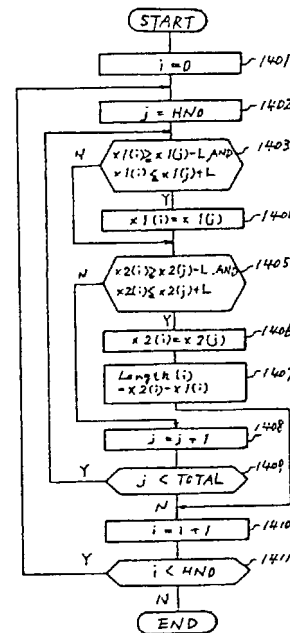 START
i=0
1401
j=HNO
1402
x1(i)≧x1(j)-L AND
x1(i)≦x1(j)+L
1403
N
Y
x1(i)=x1(j)
1404
x2(i)≧x2(j)-L AND
x2(i)≦x2(j)+L
1405
N
Y
x2(i)=x2(j)
1406
Length(i)
=x2(i)-x1(i)
1407
j=j+1
1408
Y
j<TOTAL
1409
N
i=i+1
1410
Y
i<HNO
1411
N
END